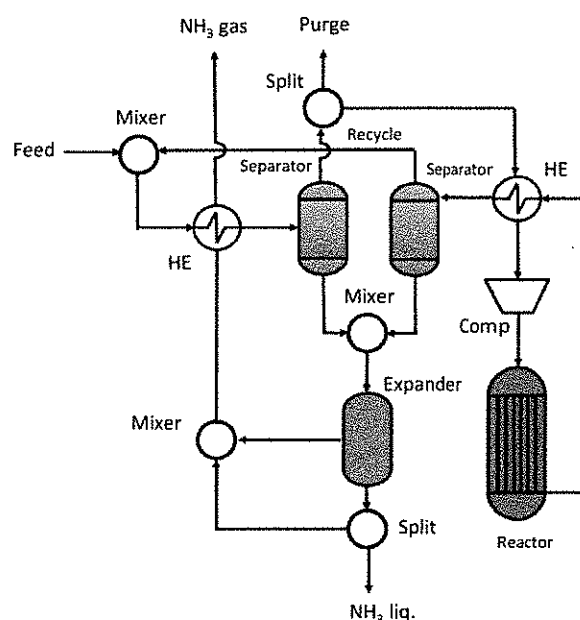 NH₃ gas
Purge
Split
Mixer
Feed
Recycle
Separator
Separator
HE
HE
Mixer
Comp
Expander
Mixer
Split
Reactor
NH₃ liq.